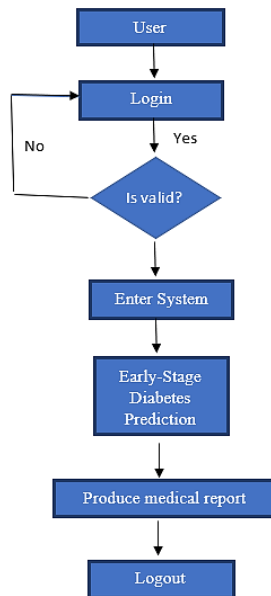 User
Login
No
Yes
Is valid?
Enter System
Early-Stage
Diabetes
Prediction
Produce medical report
Logout